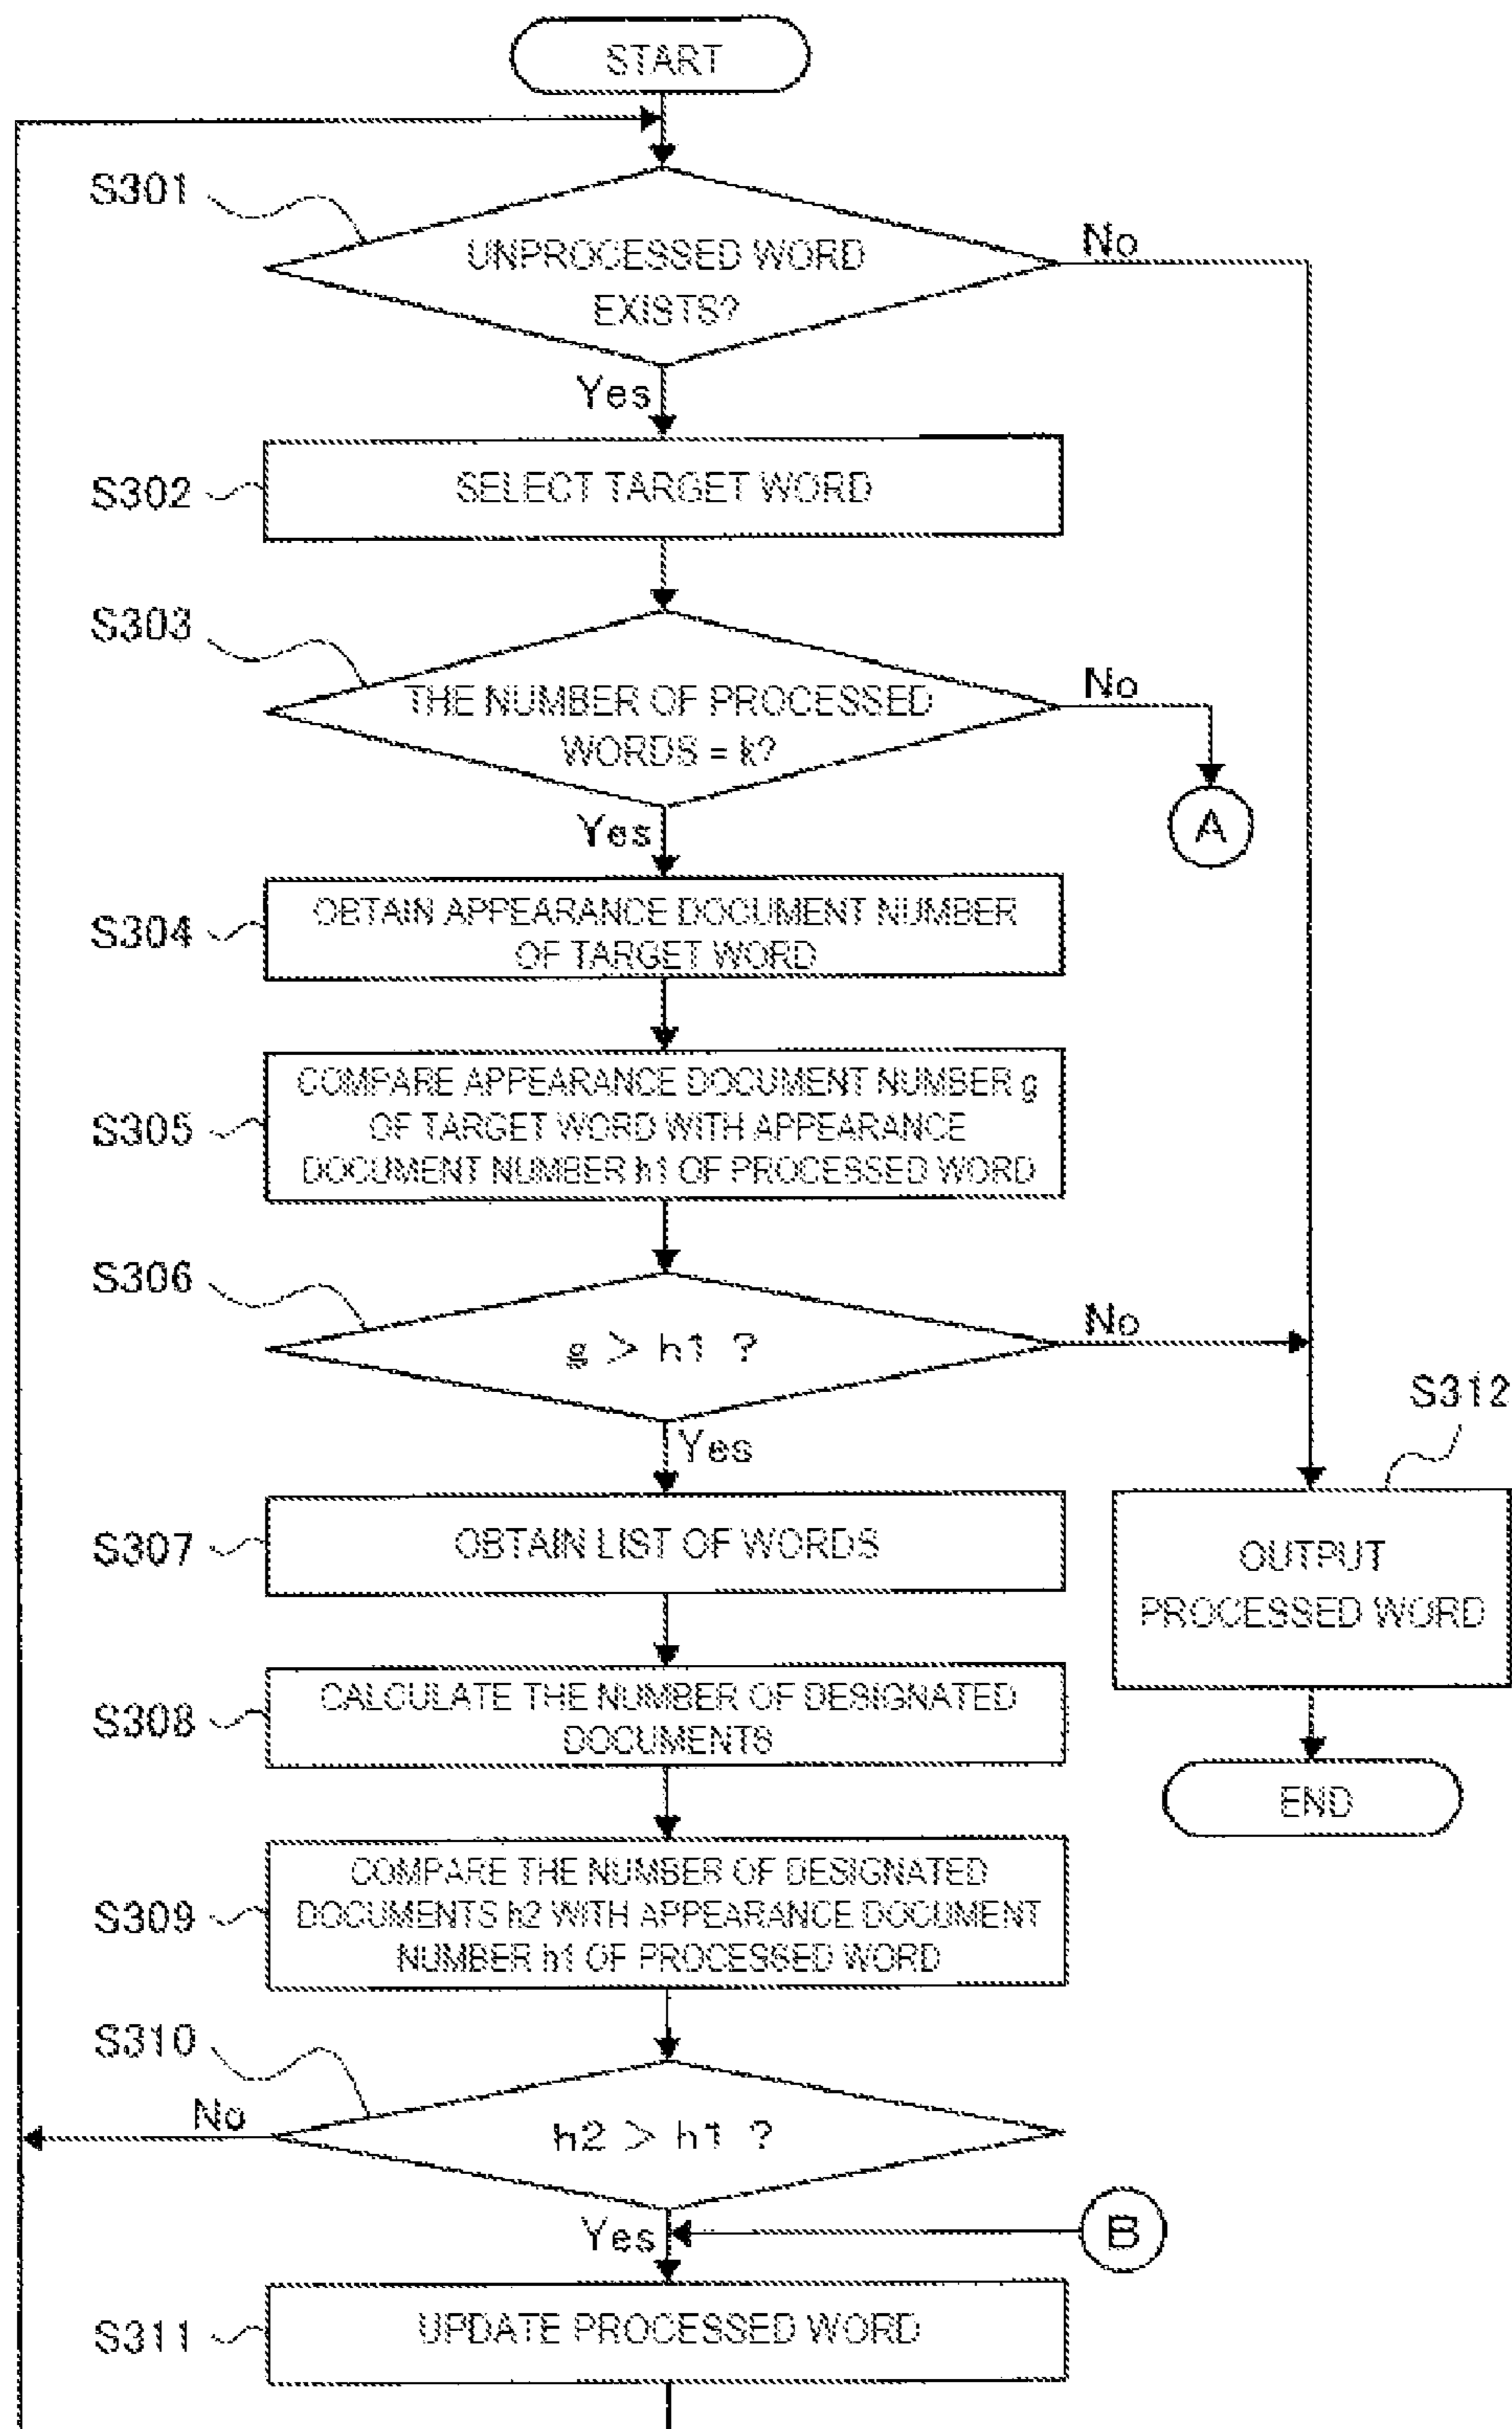 START
S301
UNPROCESSED WORD
EXISTS?
No
Yes
S302
SELECT TARGET WORD
S303
THE NUMBER OF PROCESSED
WORDS = k?
No
A
Yes
S304
OBTAIN APPEARANCE DOCUMENT NUMBER
OF TARGET WORD
S305
COMPARE APPEARANCE DOCUMENT NUMBER g
OF TARGET WORD WITH APPEARANCE
DOCUMENT NUMBER h1 OF PROCESSED WORD
S306
g > h1 ?
No
Yes
S312
OUTPUT
PROCESSED WORD
END
S307
OBTAIN LIST OF WORDS
S308
CALCULATE THE NUMBER OF DESIGNATED
DOCUMENTS
S309
COMPARE THE NUMBER OF DESIGNATED
DOCUMENTS h2 WITH APPEARANCE DOCUMENT
NUMBER h1 OF PROCESSED WORD
S310
No
h2 > h1 ?
Yes
B
S311
UPDATE PROCESSED WORD